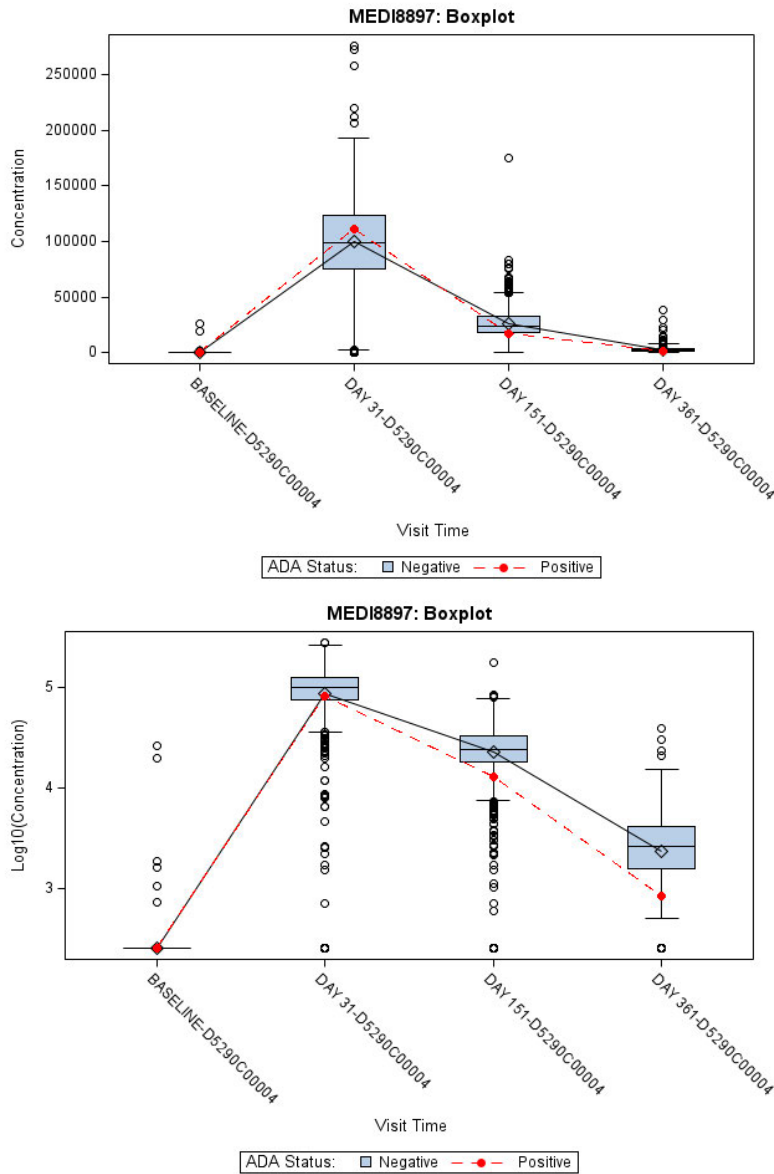 MEDI8897: Boxplot
Concentration
250000
200000
150000
100000
50000
0
BASELINE-D5290C00004
DAY 31-D5290C00004
DAY 151-D5290C00004
DAY 361-D5290C00004
Visit Time
ADA Status: Negative Positive
MEDI8897: Boxplot
Log10(Concentration)
5
4
3
BASELINE-D5290C00004
DAY 31-D5290C00004
DAY 151-D5290C00004
DAY 361-D5290C00004
Visit Time
ADA Status: Negative Positive